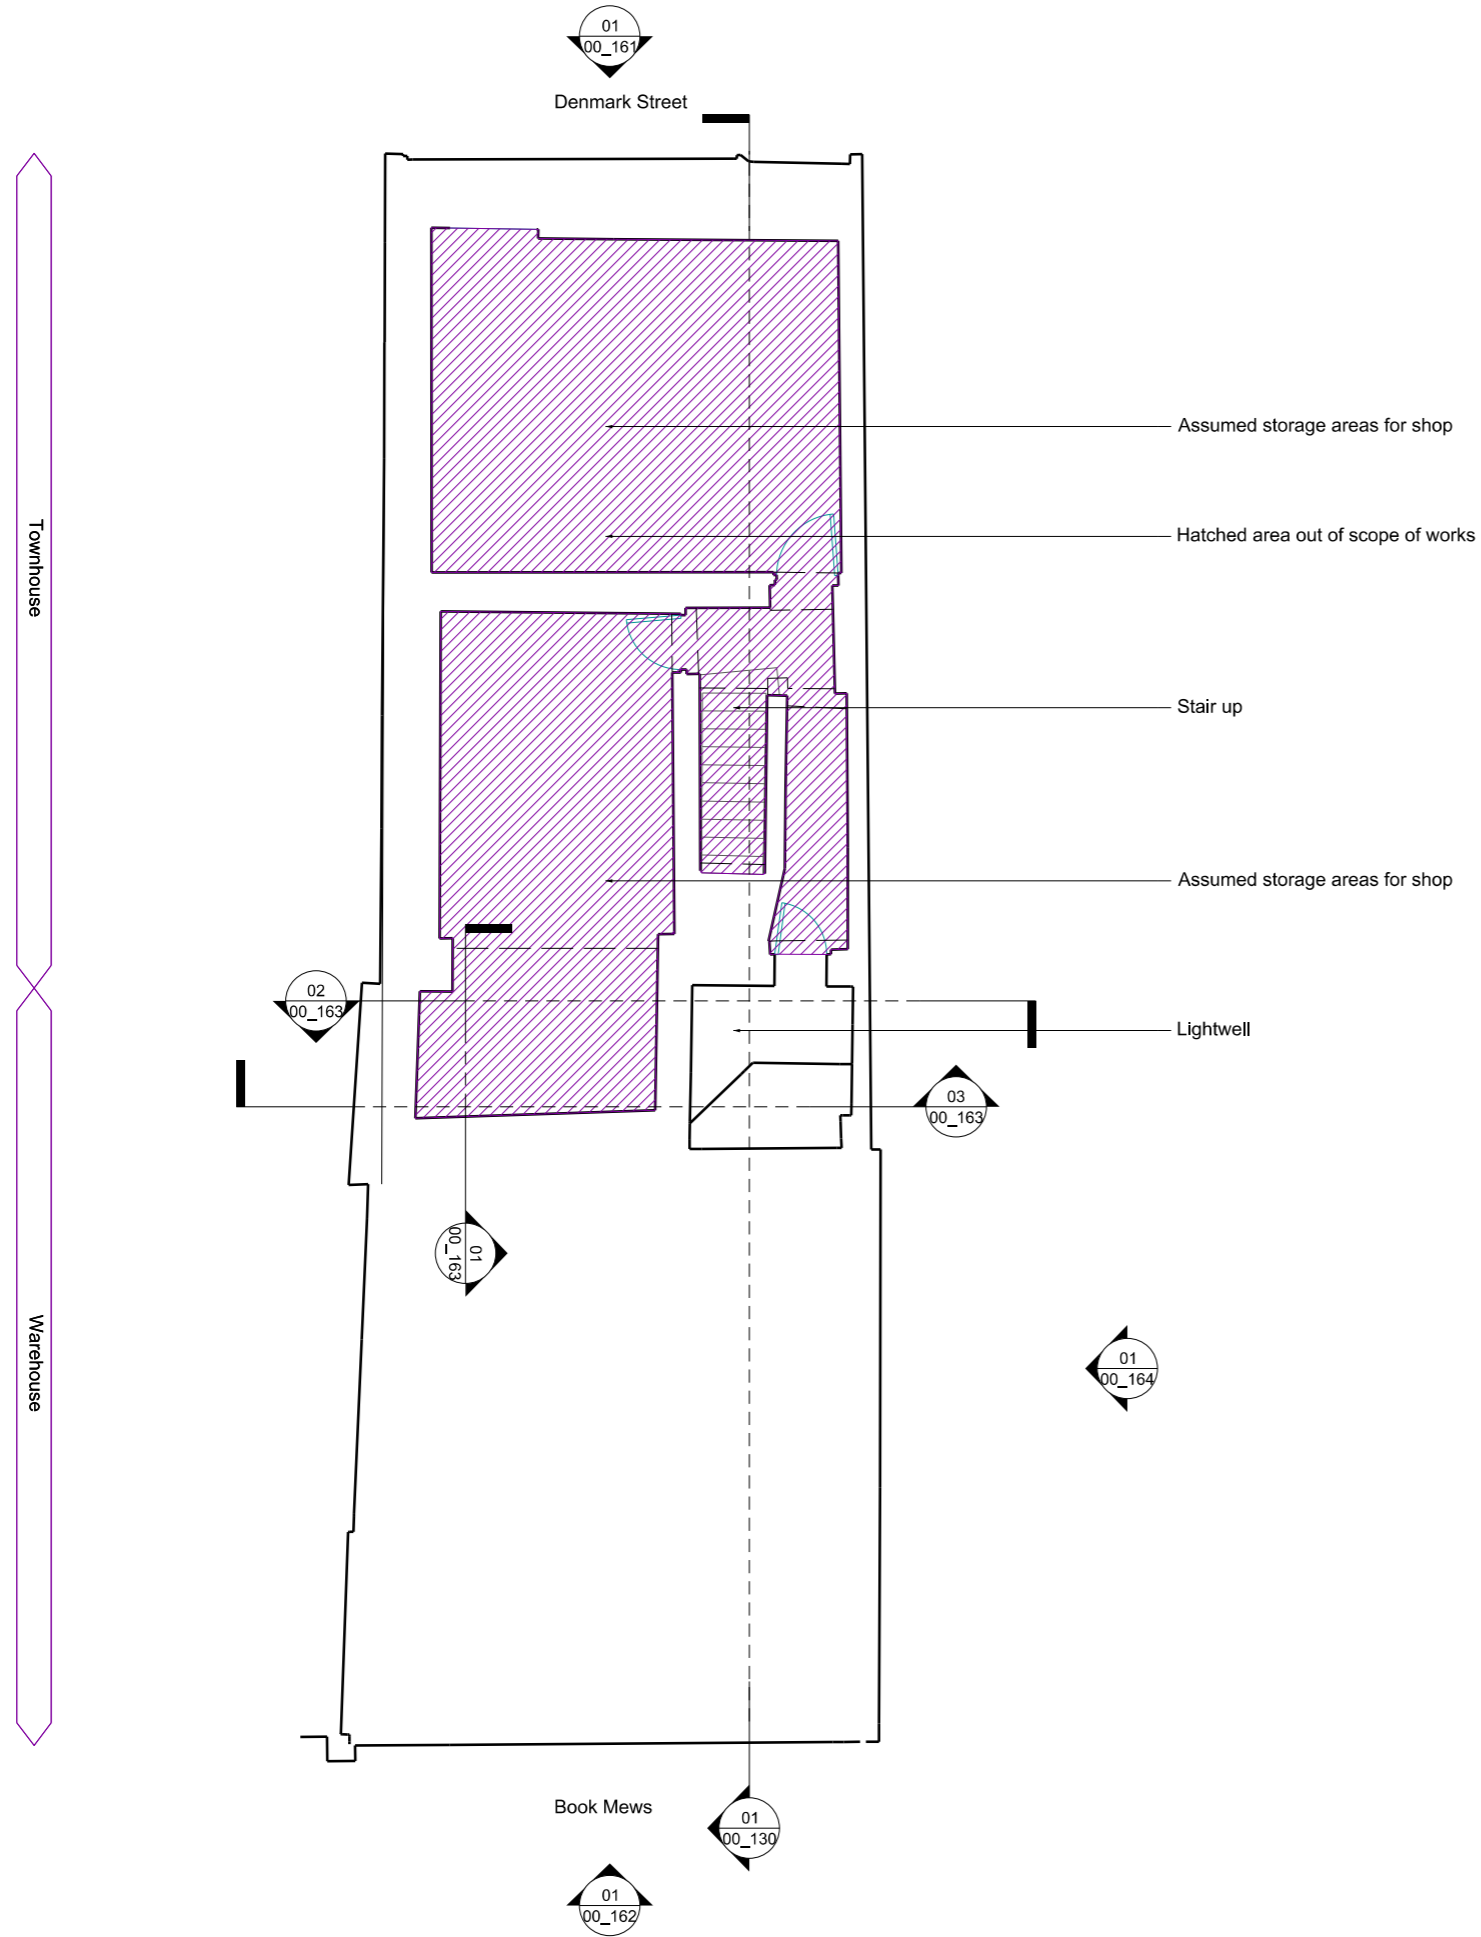 01
00_161
Denmark Street
Townhouse
Assumed storage areas for shop
Hatched area out of scope of works
Stair up
Assumed storage areas for shop
02
00_163
Lightwell
03
00_163
01
00_163
Warehouse
01
00_164
Book Mews
01
00_130
01
00_162